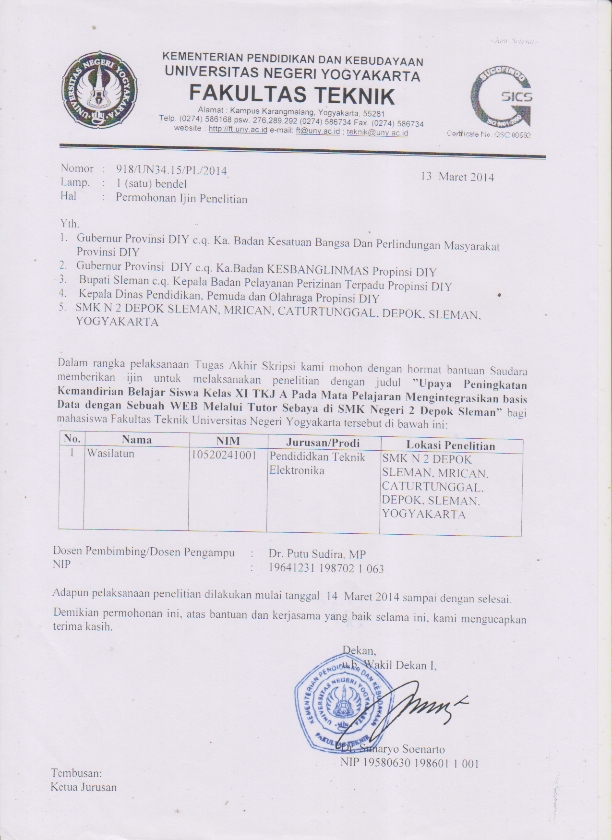 KEMENTERIAN PENDIDIKAN DAN KEBUDAYAAN
UNIVERSITAS NEGERI YOGYAKARTA
FAKULTAS TEKNIK
Alamat : Kampus Karangmalang, Yogyakarta, 55281
Telp. (0274) 586168 psw. 276,289,292 (0274) 586734 Fax. (0274) 586734
website : http://ft.uny.ac.id e-mail: ft@uny.ac.id ; teknik@uny.ac.id
UNIVERSITAS NEGERI YOGYAKARTA
SICS
Certificate No. QSC 00592
Nomor : 918/UN34.15/PL/2014
13 Maret 2014
Lamp. : 1 (satu) bendel
Hal : Permohonan Ijin Penelitian
Yth.
1. Gubernur Provinsi DIY c.q. Ka. Badan Kesatuan Bangsa Dan Perlindungan Masyarakat
Provinsi DIY
2. Gubernur Provinsi DIY c.q. Ka.Badan KESBANGLINMAS Propinsi DIY
3. Bupati Sleman c.q. Kepala Badan Pelayanan Perizinan Terpadu Propinsi DIY
4. Kepala Dinas Pendidikan, Pemuda dan Olahraga Propinsi DIY
5. SMK N 2 DEPOK SLEMAN, MRICAN, CATURTUNGGAL, DEPOK, SLEMAN,
YOGYAKARTA
Dalam rangka pelaksanaan Tugas Akhir Skripsi kami mohon dengan hormat bantuan Saudara
memberikan ijin untuk melaksanakan penelitian dengan judul "Upaya Peningkatan
Kemandirian Belajar Siswa Kelas XI TKJ A Pada Mata Pelajaran Mengintegrasikan basis
Data dengan Sebuah WEB Melalui Tutor Sebaya di SMK Negeri 2 Depok Sleman" bagi
mahasiswa Fakultas Teknik Universitas Negeri Yogyakarta tersebut di bawah ini:
No. Nama NIM Jurusan/Prodi Lokasi Penelitian
1 Wasilatun 10520241001 Pendididkan Teknik SMK N 2 DEPOK
Elektronika SLEMAN, MRICAN,
CATURTUNGGAL,
DEPOK, SLEMAN,
YOGYAKARTA
Dosen Pembimbing/Dosen Pengampu : Dr. Putu Sudira, MP
NIP : 19641231 198702 1 063
Adapun pelaksanaan penelitian dilakukan mulai tanggal 14 Maret 2014 sampai dengan selesai.
Demikian permohonan ini, atas bantuan dan kerjasama yang baik selama ini, kami mengucapkan
terima kasih.
Dekan,
Wakil Dekan I,
KEMENTERIAN PENDIDIKAN DAN KEBUDAYAAN
UNIVERSITAS NEGERI YOGYAKARTA
FAKULTAS TEKNIK
Sunaryo Soenarto
NIP 19580630 198601 1 001
Tembusan:
Ketua Jurusan